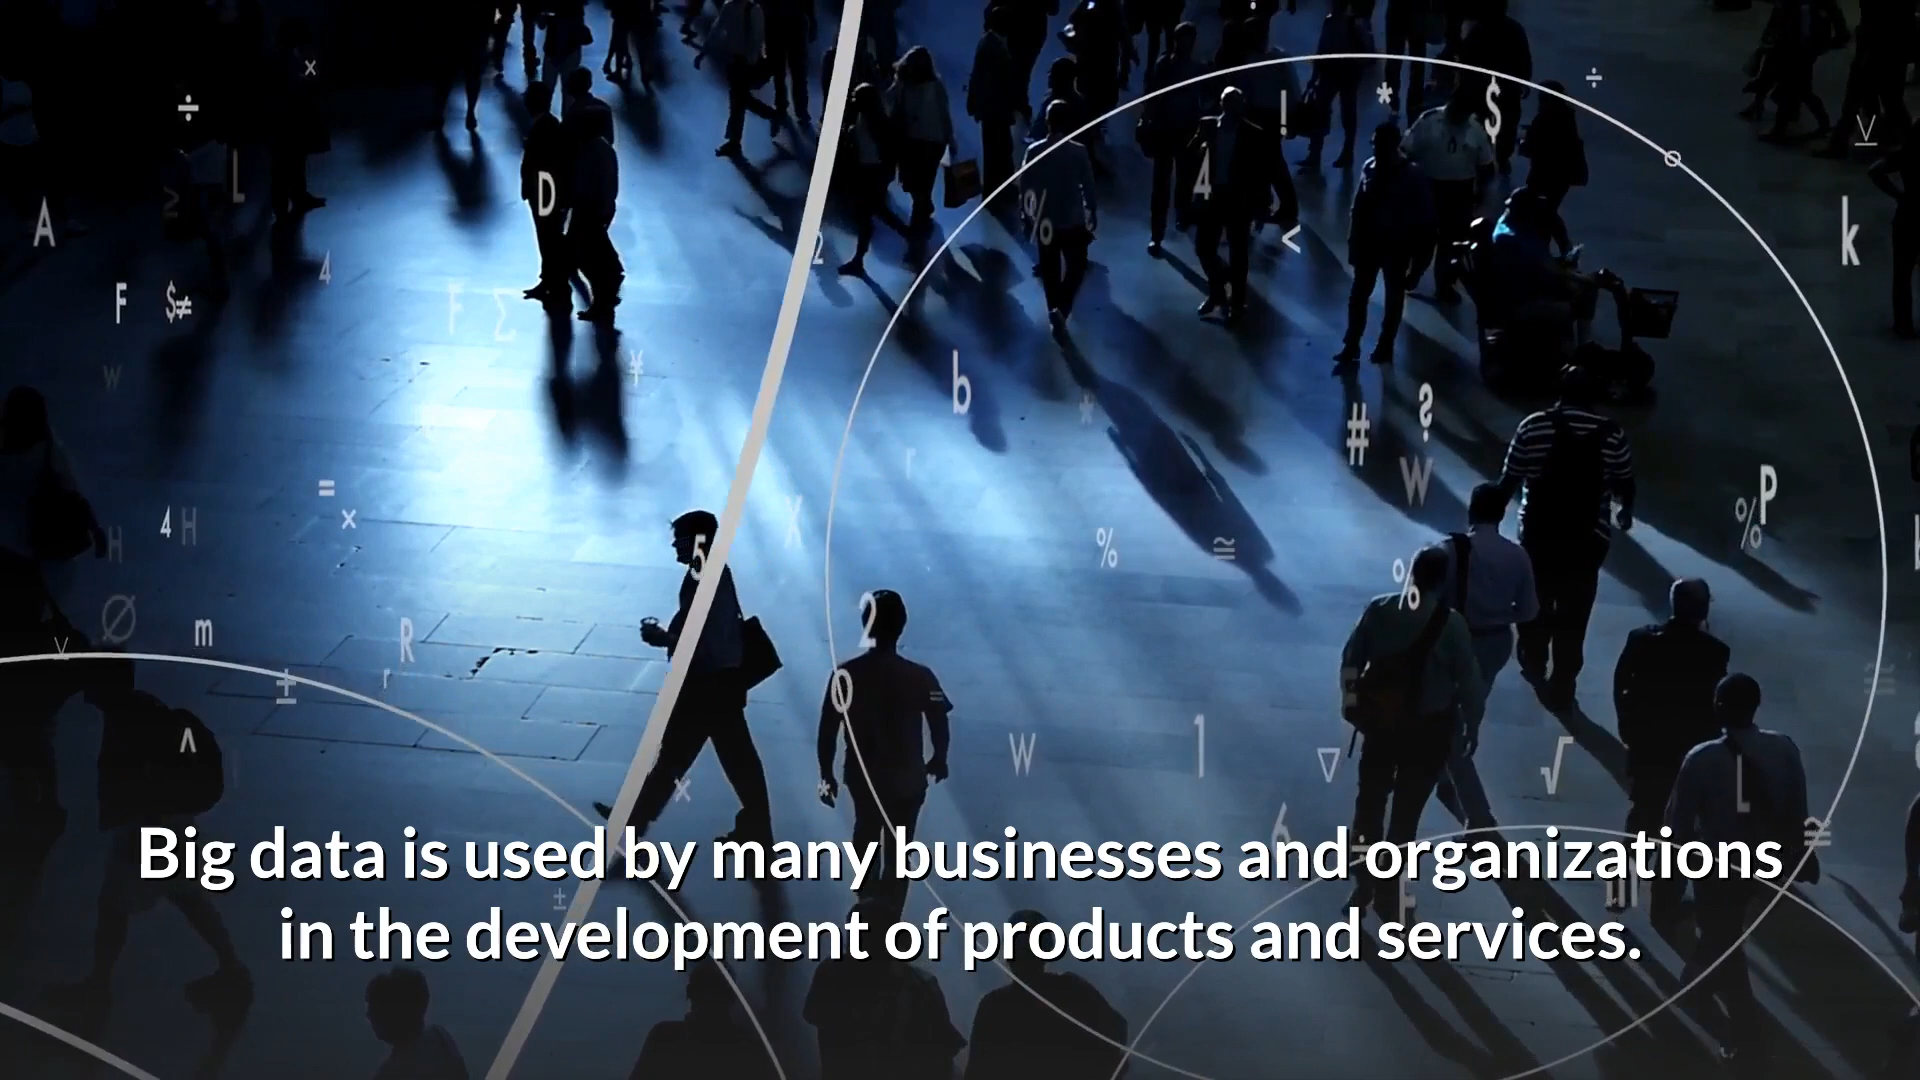 Big data is used by many businesses and organizations
in the development of products and services.